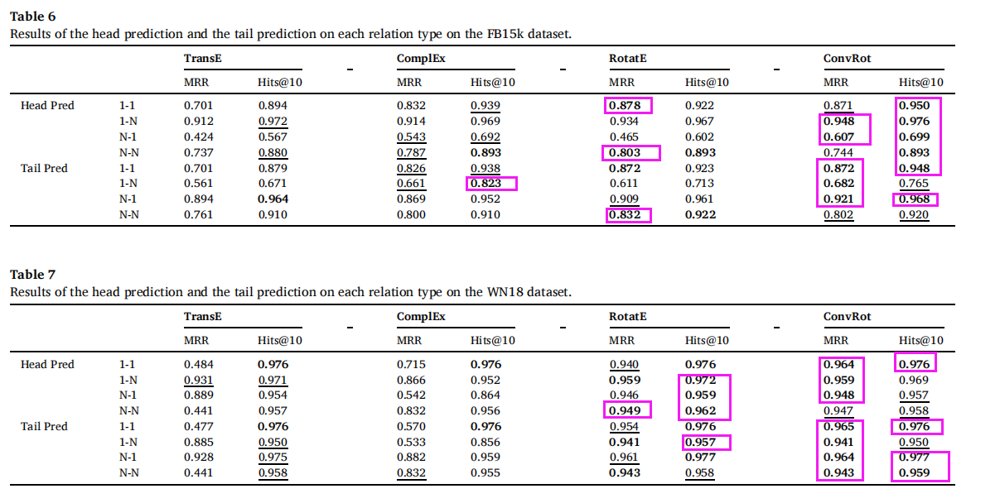 Table 6
Results of the head prediction and the tail prediction on each relation type on the FB15k dataset.
TransE – ComplEx – RotatE – ConvRot
MRR Hits@10 MRR Hits@10 MRR Hits@10 MRR Hits@10
Head Pred 1-1 0.701 0.894 0.832 0.939 0.878 0.922 0.871 0.950
1-N 0.912 0.972 0.914 0.969 0.934 0.967 0.948 0.976
N-1 0.424 0.567 0.543 0.692 0.465 0.602 0.607 0.699
N-N 0.737 0.880 0.787 0.893 0.803 0.893 0.744 0.893
Tail Pred 1-1 0.701 0.879 0.826 0.938 0.872 0.923 0.872 0.948
1-N 0.561 0.671 0.661 0.823 0.611 0.713 0.682 0.765
N-1 0.894 0.964 0.869 0.952 0.909 0.961 0.921 0.968
N-N 0.761 0.910 0.800 0.910 0.832 0.922 0.802 0.920
Table 7
Results of the head prediction and the tail prediction on each relation type on the WN18 dataset.
TransE – ComplEx – RotatE – ConvRot
MRR Hits@10 MRR Hits@10 MRR Hits@10 MRR Hits@10
Head Pred 1-1 0.484 0.976 0.715 0.976 0.940 0.976 0.964 0.976
1-N 0.931 0.971 0.866 0.952 0.959 0.972 0.959 0.969
N-1 0.889 0.954 0.542 0.864 0.946 0.959 0.948 0.957
N-N 0.441 0.957 0.832 0.956 0.949 0.962 0.947 0.958
Tail Pred 1-1 0.477 0.976 0.570 0.976 0.954 0.976 0.965 0.976
1-N 0.885 0.950 0.533 0.856 0.941 0.957 0.941 0.950
N-1 0.928 0.975 0.882 0.959 0.961 0.977 0.964 0.977
N-N 0.441 0.958 0.832 0.955 0.943 0.958 0.943 0.959